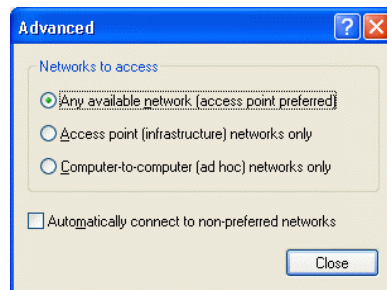 Advanced
Networks to access
Any available network (access point preferred)
Access point (infrastructure) networks only
Computer-to-computer (ad hoc) networks only
Automatically connect to non-preferred networks
Close